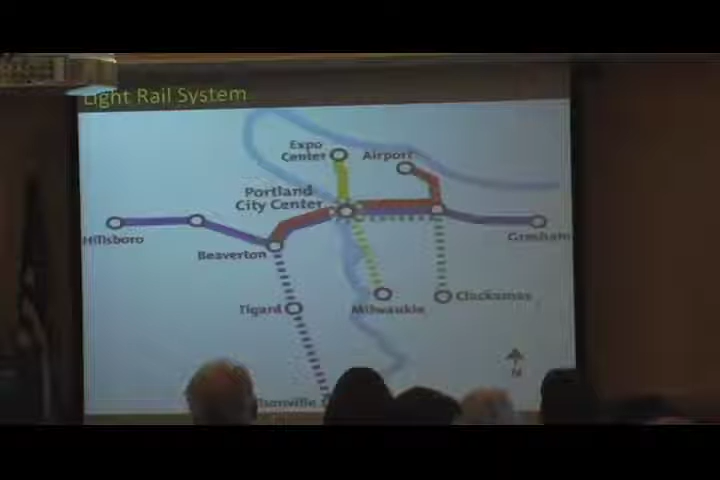 Light Rail System
Expo
Center
Airport
Portland
City Center
Hillsboro
Beaverton
Gresham
Tigard
Milwaukie
Clackamas
N